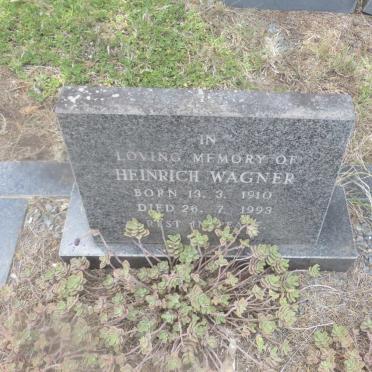 IN
LOVING MEMORY OF
HEINRICH WAGNER
BORN 13. 3. 1910
DIED 26. 7. 1993